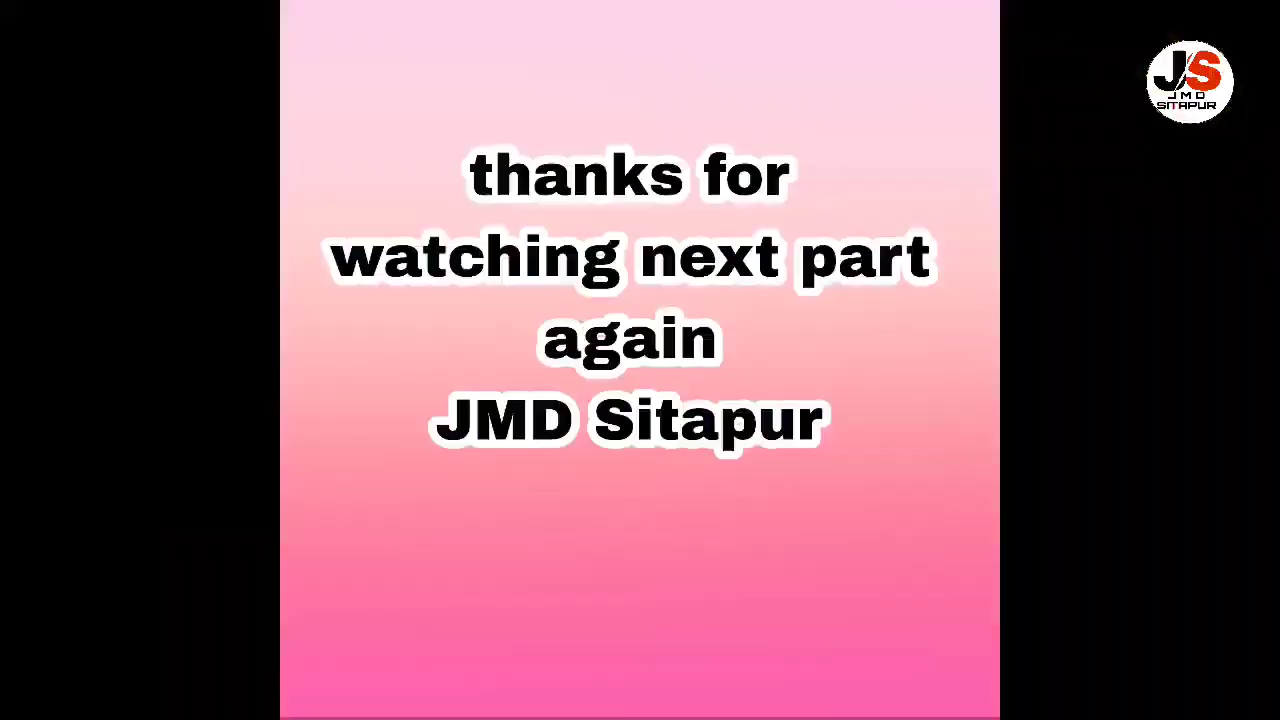 thanks for
watching next part
again
JMD Sitapur
JS
JMD
SITAPUR